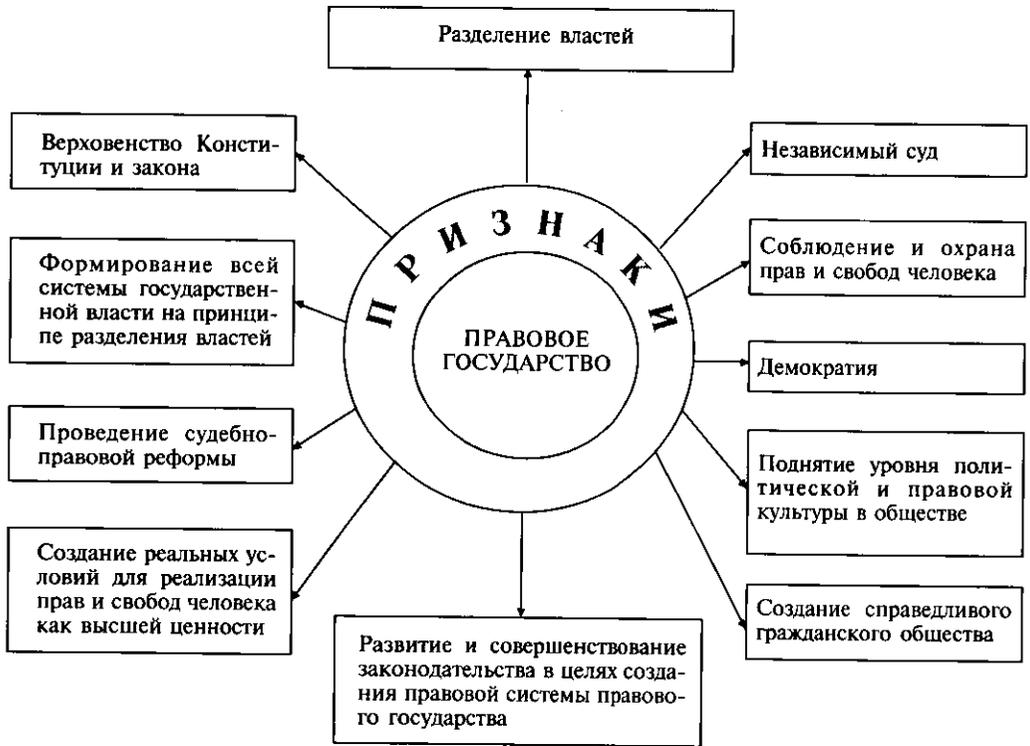 Разделение властей
Верховенство Консти-
туции и закона
Независимый суд
ПРИЗНАКИ
Формирование всей
системы государствен-
ной власти на принци-
пе разделения властей
Соблюдение и охрана
прав и свобод человека
ПРАВОВОЕ
ГОСУДАРСТВО
Демократия
Проведение судебно-
правовой реформы
Поднятие уровня поли-
тической и правовой
культуры в обществе
Создание реальных ус-
ловий для реализации
прав и свобод человека
как высшей ценности
Создание справедливого
гражданского общества
Развитие и совершенствование
законодательства в целях созда-
ния правовой системы правово-
го государства